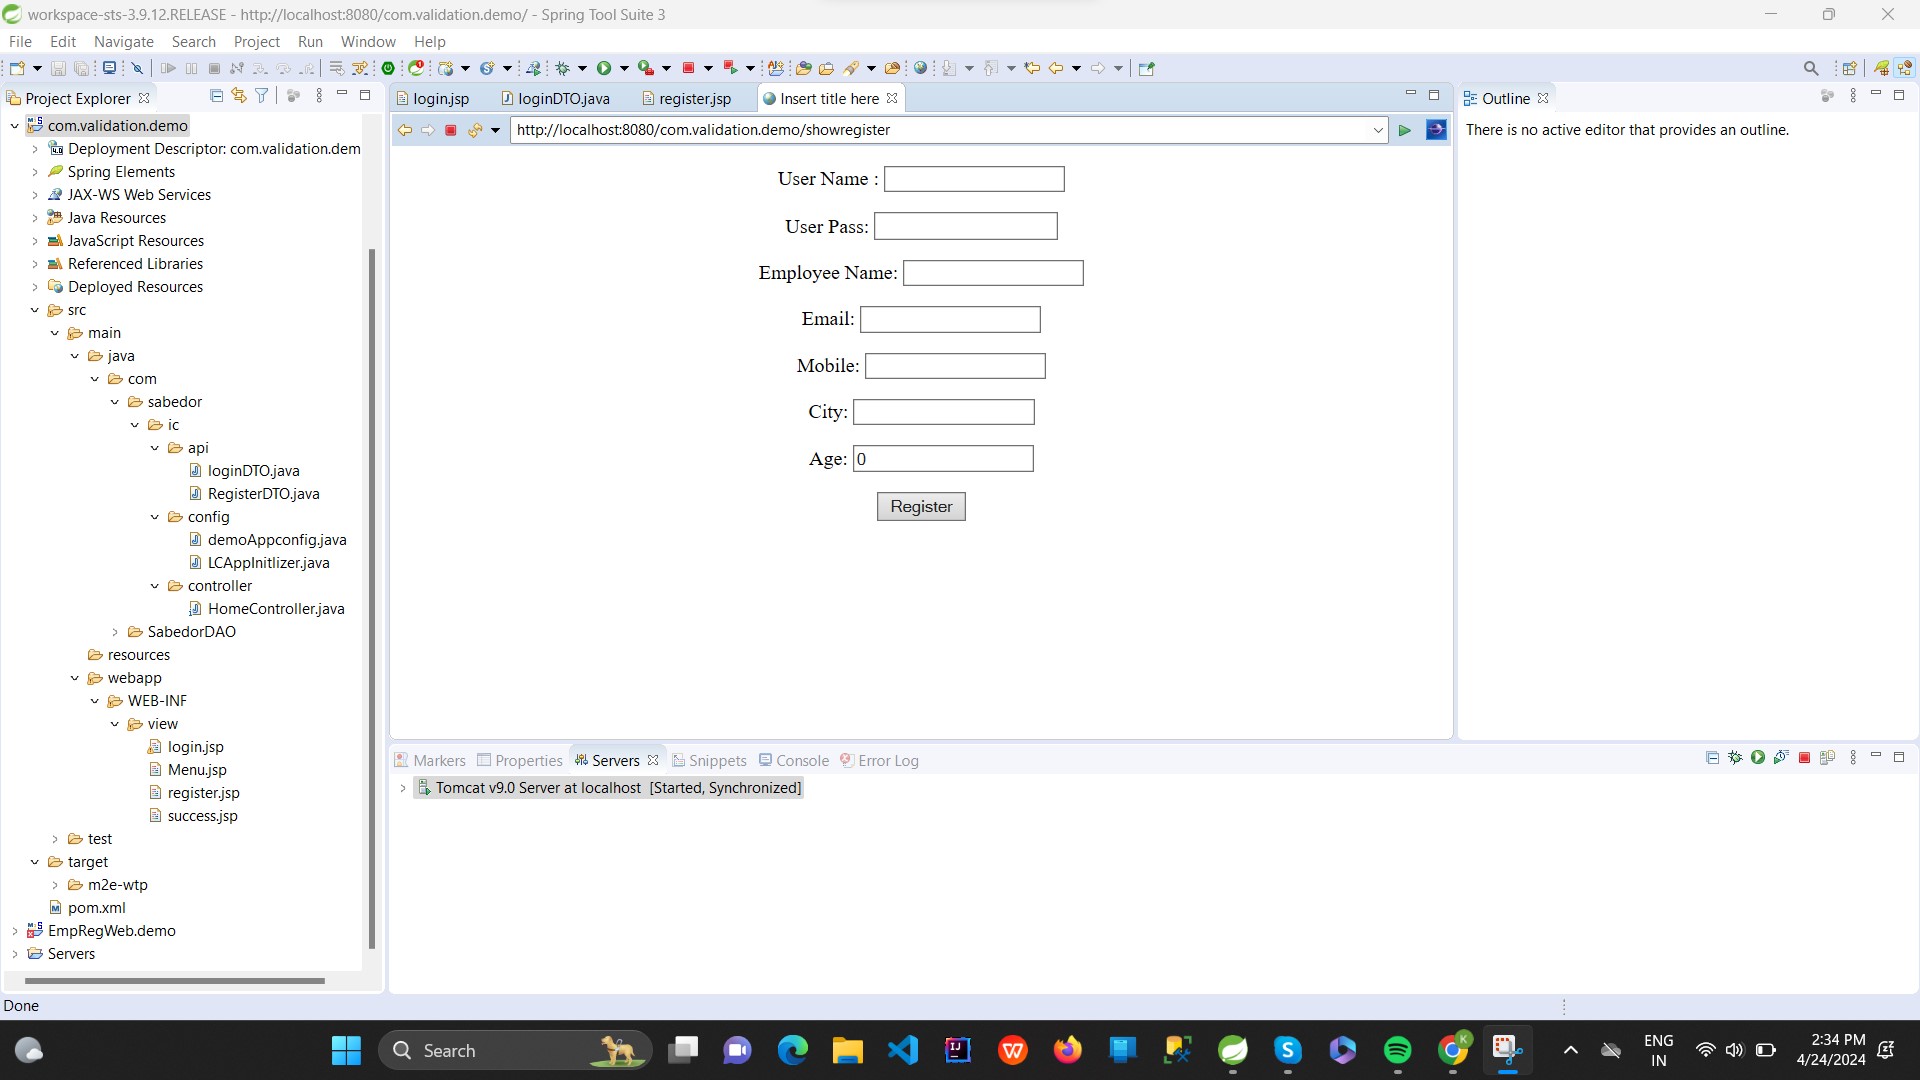 workspace-sts-3.9.12.RELEASE - http://localhost:8080/com.validation.demo/ - Spring Tool Suite 3
File Edit Navigate Search Project Run Window Help
Project Explorer
com.validation.demo
Deployment Descriptor: com.validation.dem
Spring Elements
JAX-WS Web Services
Java Resources
JavaScript Resources
Referenced Libraries
Deployed Resources
src
main
java
com
sabedor
ic
api
loginDTO.java
RegisterDTO.java
config
demoAppconfig.java
LCAppInitlizer.java
controller
HomeController.java
SabedorDAO
resources
webapp
WEB-INF
view
login.jsp
Menu.jsp
register.jsp
success.jsp
test
target
m2e-wtp
pom.xml
EmpRegWeb.demo
Servers
login.jsp loginDTO.java register.jsp Insert title here
http://localhost:8080/com.validation.demo/showregister
User Name :
User Pass:
Employee Name:
Email:
Mobile:
City:
Age: 0
Register
Outline
There is no active editor that provides an outline.
Markers Properties Servers Snippets Console Error Log
Tomcat v9.0 Server at localhost [Started, Synchronized]
Done
Search
ENG
IN
2:34 PM
4/24/2024